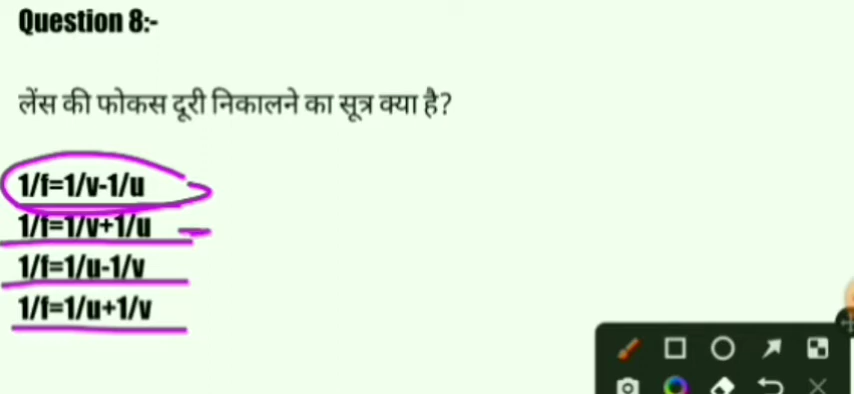 Question 8:-
लेंस की फोकस दूरी निकालने का सूत्र क्या है?
1/f=1/v-1/u
1/f=1/v+1/u
1/f=1/u-1/v
1/f=1/u+1/v